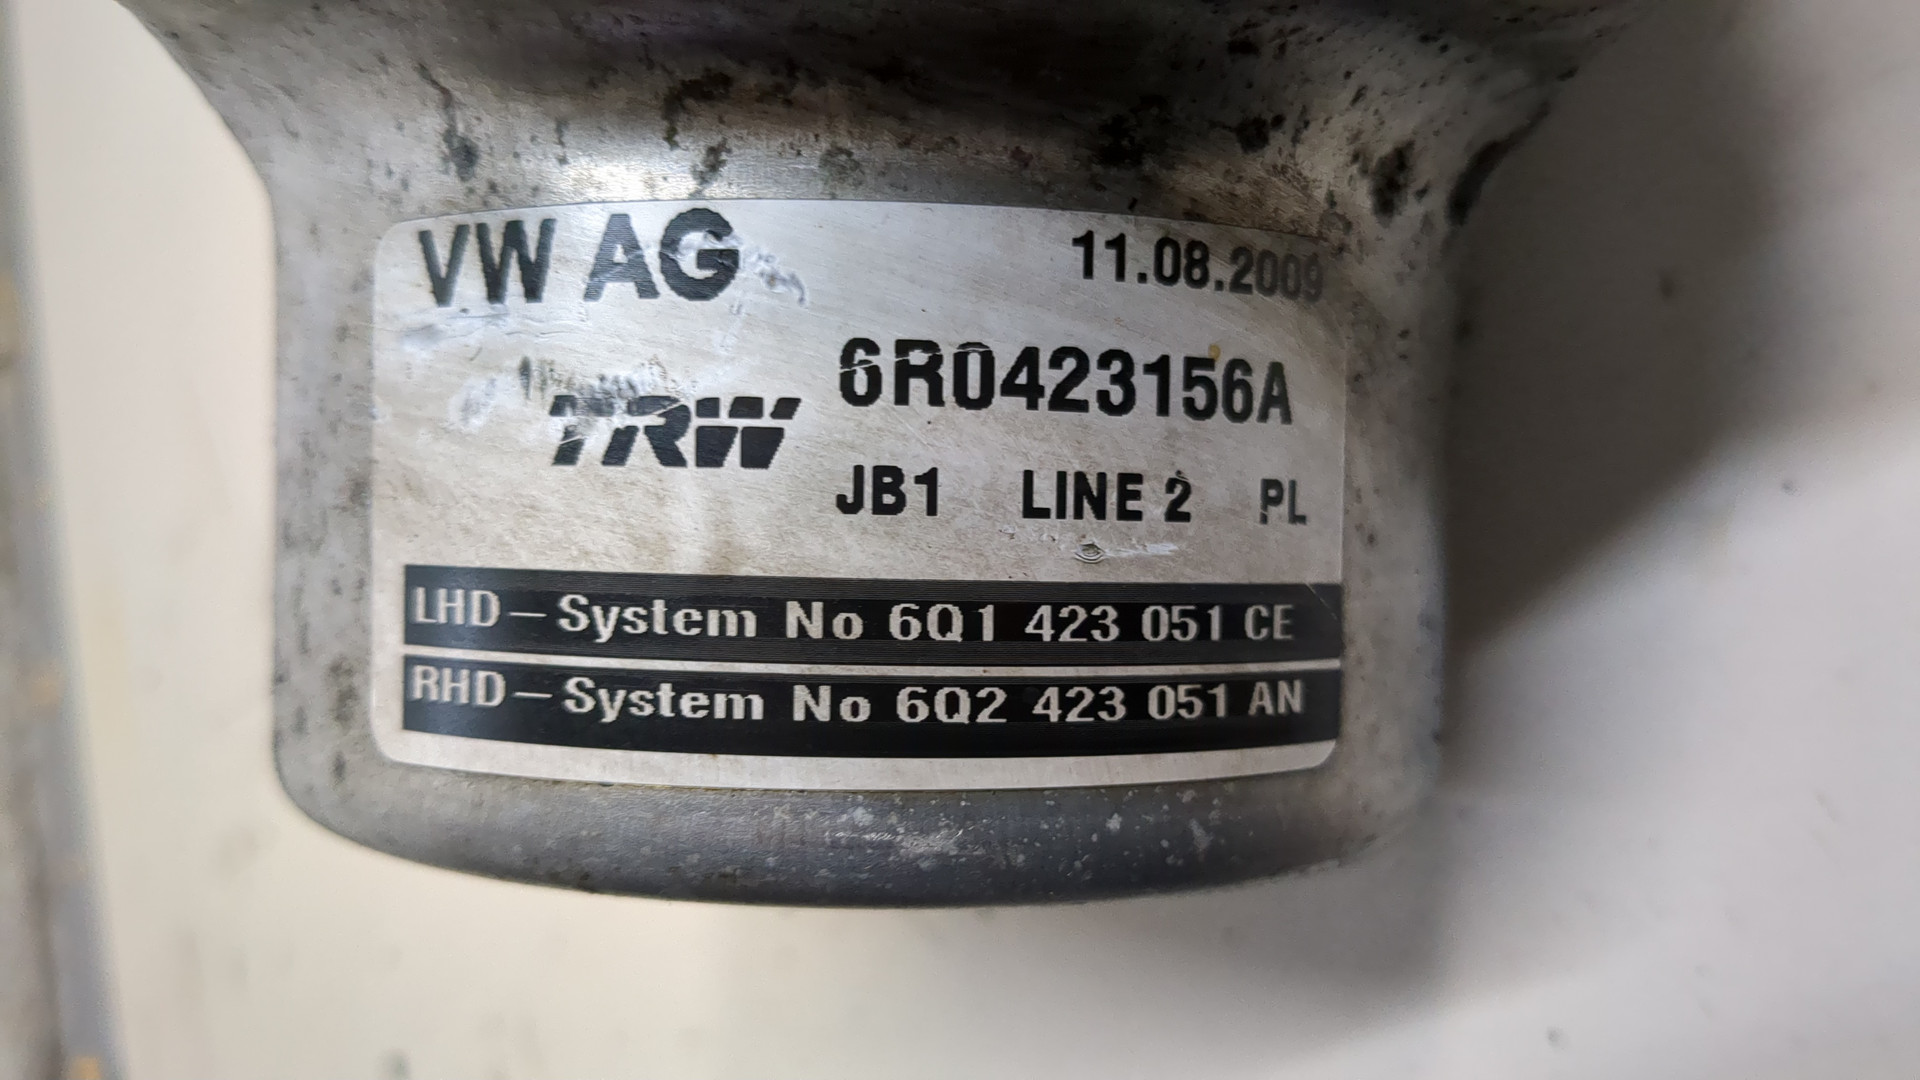 VW AG 11.08.2009
TRW 6R0423156A
JB1 LINE 2 PL
LHD-System No 6Q1 423 051 CE
RHD-System No 6Q2 423 051 AN